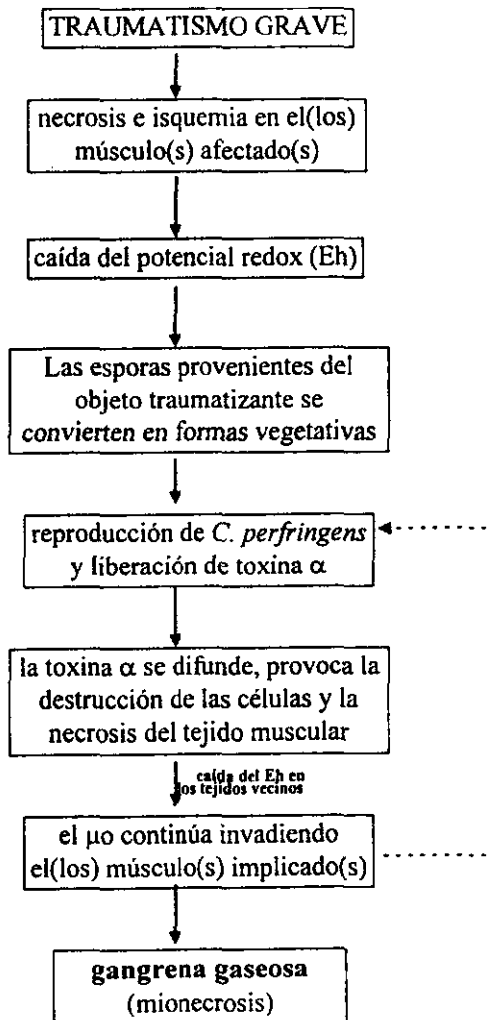 TRAUMATISMO GRAVE
necrosis e isquemia en el(los)
músculo(s) afectado(s)
caída del potencial redox (Eh)
Las esporas provenientes del
objeto traumatizante se
convierten en formas vegetativas
reproducción de C. perfringens
y liberación de toxina α
la toxina α se difunde, provoca la
destrucción de las células y la
necrosis del tejido muscular
caída del Eh en
los tejidos vecinos
el µo continúa invadiendo
el(los) músculo(s) implicado(s)
gangrena gaseosa
(mionecrosis)